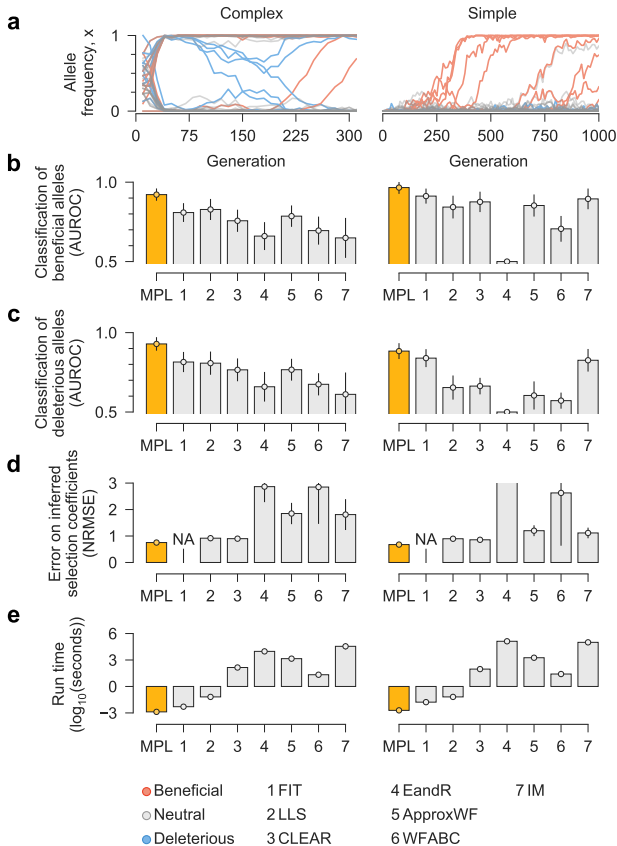 a
Complex
Simple
Allele
frequency, x
1
0
0 75 150 225 300
0 250 500 750 1000
Generation
Generation
b
Classification of
beneficial alleles
(AUROC)
1.0
0.5
MPL 1 2 3 4 5 6 7
MPL 1 2 3 4 5 6 7
c
Classification of
deleterious alleles
(AUROC)
1.0
0.5
MPL 1 2 3 4 5 6 7
MPL 1 2 3 4 5 6 7
d
Error on inferred
selection coefficients
(NRMSE)
3
2
1
0
NA
NA
MPL 1 2 3 4 5 6 7
MPL 1 2 3 4 5 6 7
e
Run time
(log10(seconds))
6
3
0
−3
MPL 1 2 3 4 5 6 7
MPL 1 2 3 4 5 6 7
Beneficial 1 FIT 4 EandR 7 IM
Neutral 2 LLS 5 ApproxWF
Deleterious 3 CLEAR 6 WFABC